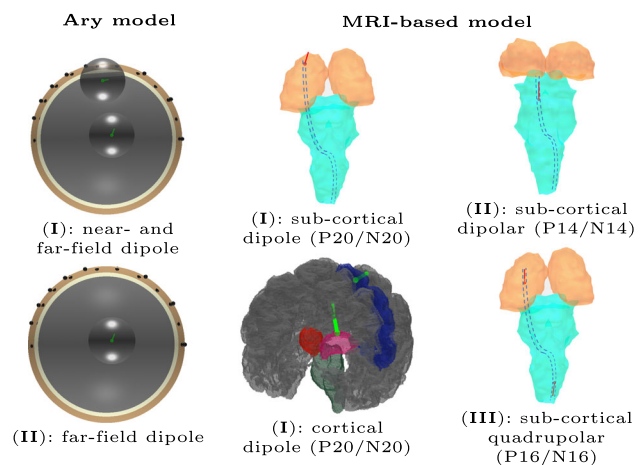 Ary model
MRI-based model
(I): near- and
far-field dipole
(I): sub-cortical
dipole (P20/N20)
(II): sub-cortical
dipolar (P14/N14)
(II): far-field dipole
(I): cortical
dipole (P20/N20)
(III): sub-cortical
quadrupolar
(P16/N16)